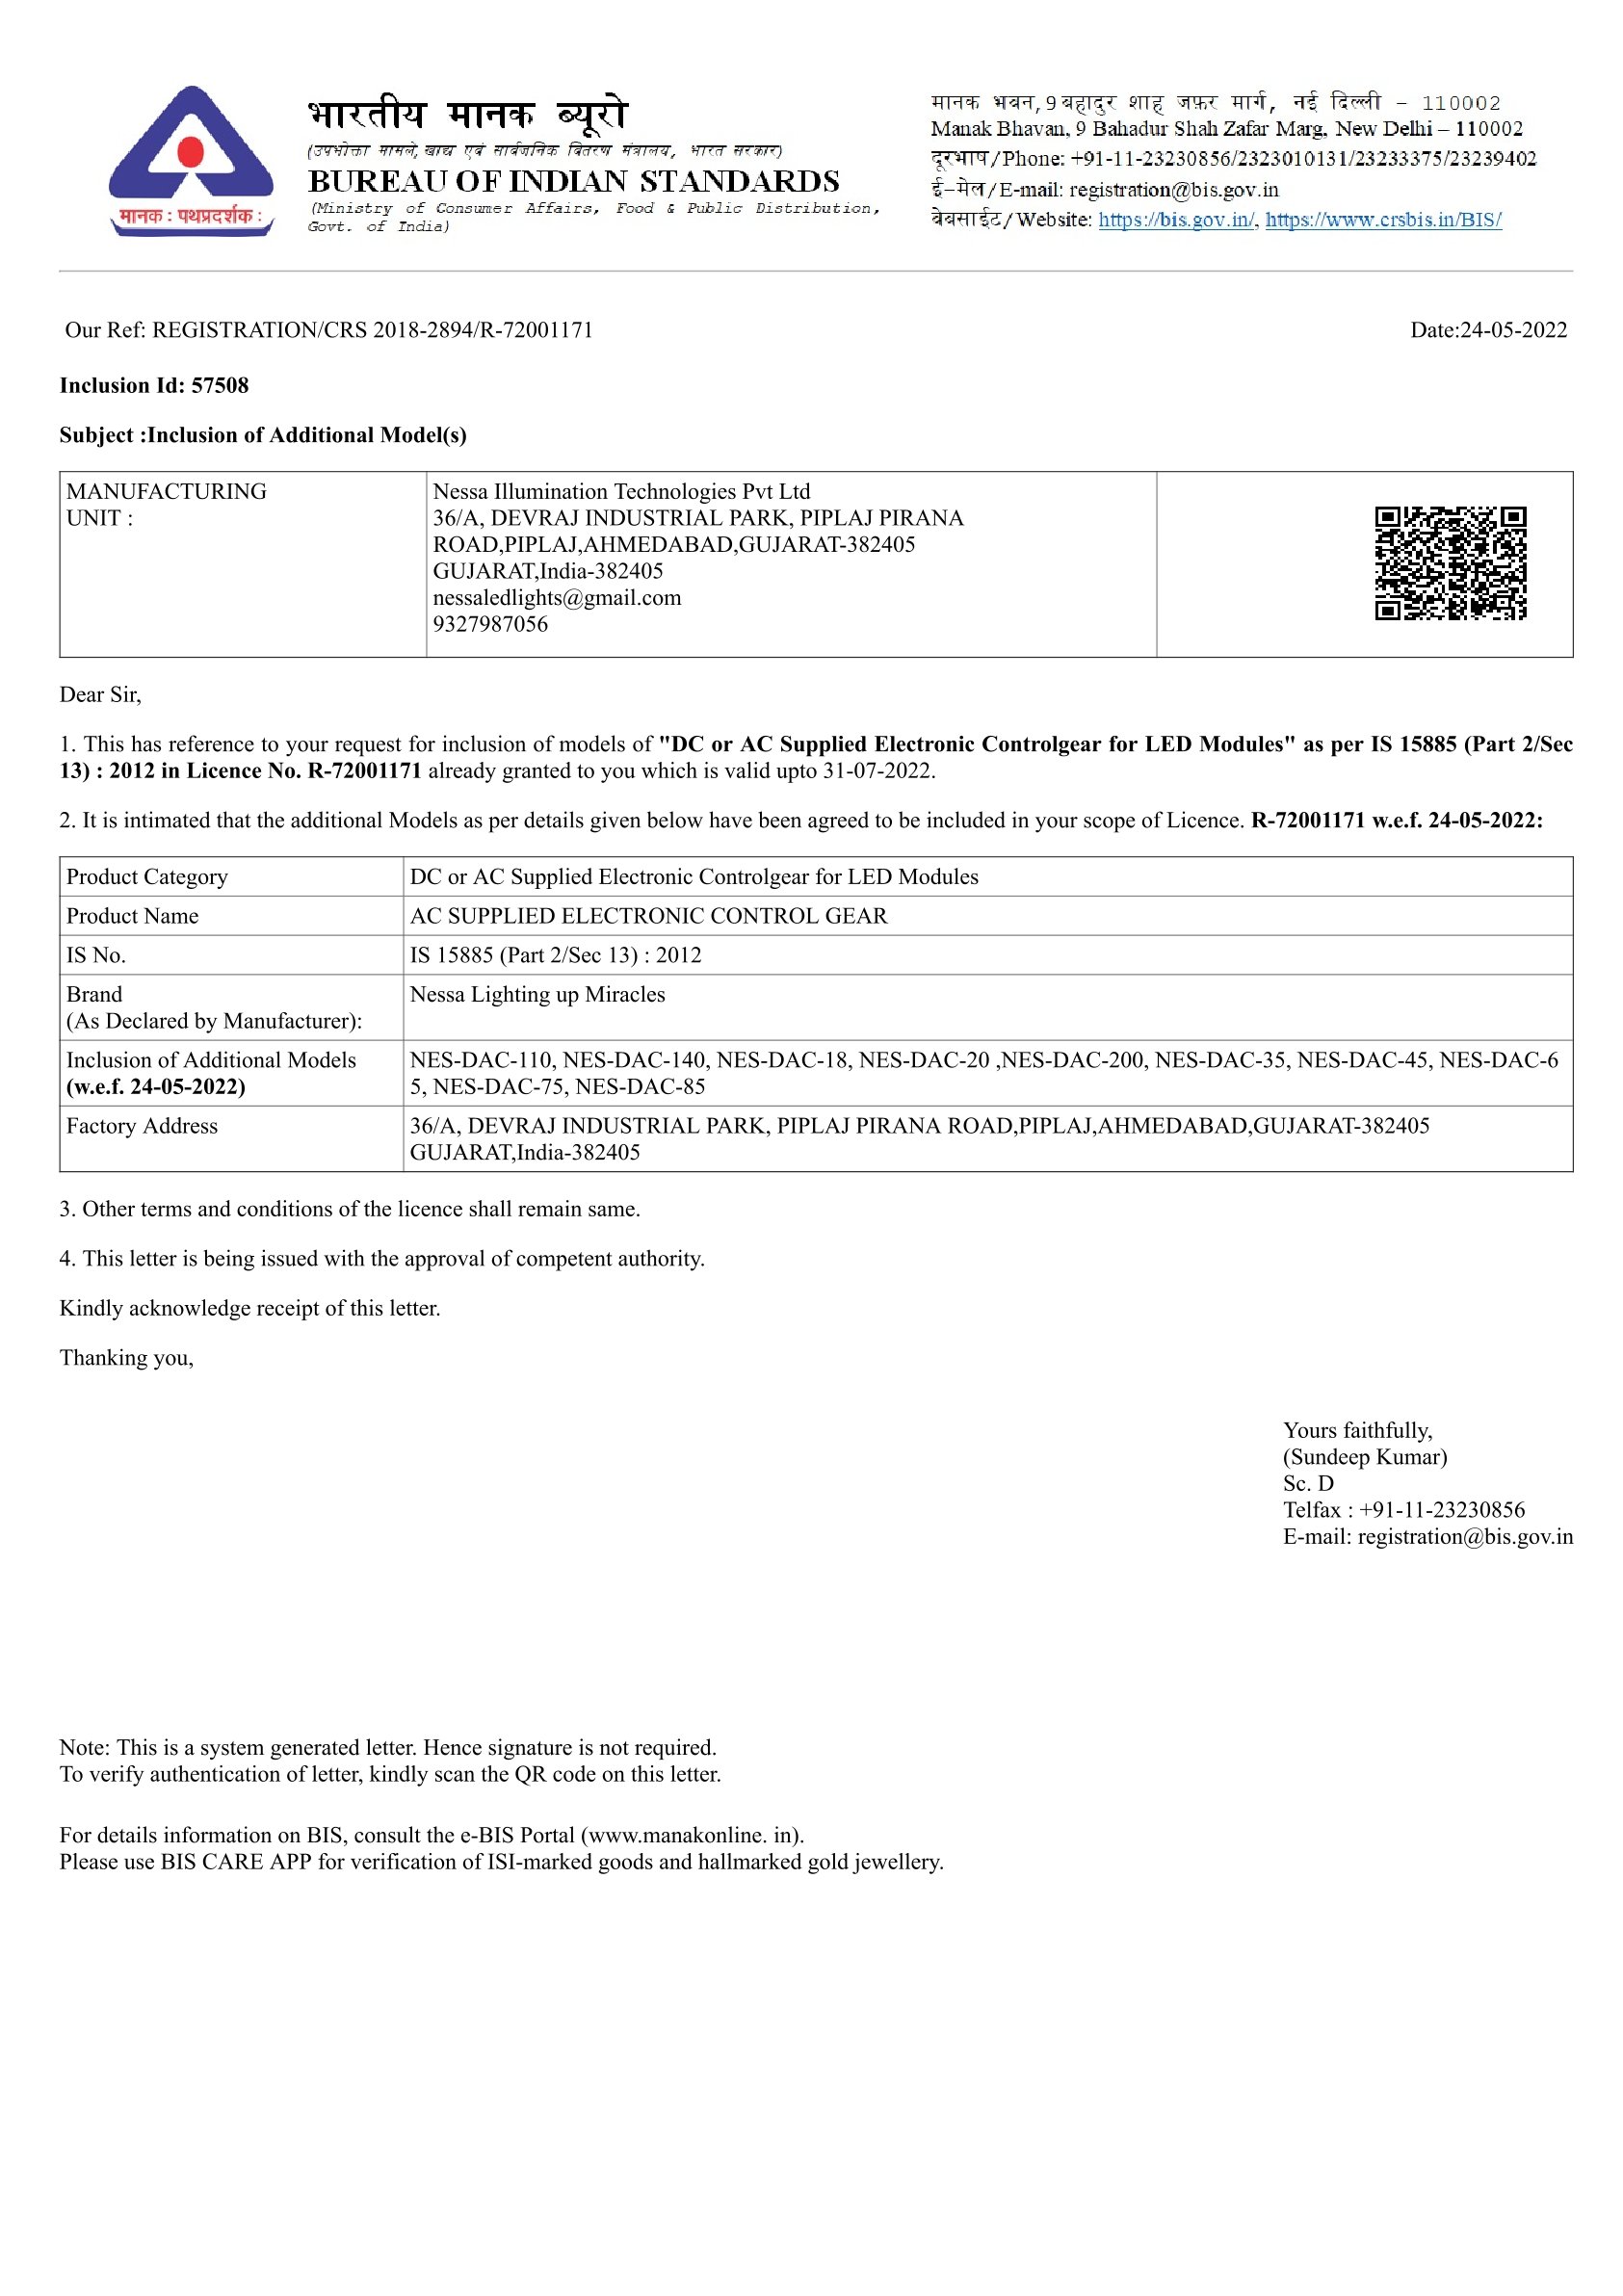 भारतीय मानक ब्यूरो
(उपभोक्ता मामले, खाद्य एवं सार्वजनिक वितरण मंत्रालय, भारत सरकार)
BUREAU OF INDIAN STANDARDS
(Ministry of Consumer Affairs, Food & Public Distribution,
Govt. of India)
मानक : पथप्रदर्शक :
मानक भवन, 9 बहादुर शाह जफ़र मार्ग, नई दिल्ली – 110002
Manak Bhavan, 9 Bahadur Shah Zafar Marg, New Delhi – 110002
दूरभाष/Phone: +91-11-23230856/2323010131/23233375/23239402
ई-मेल/E-mail: registration@bis.gov.in
वेबसाईट/Website: https://bis.gov.in/, https://www.crsbis.in/BIS/
Our Ref: REGISTRATION/CRS 2018-2894/R-72001171 Date:24-05-2022
Inclusion Id: 57508
Subject :Inclusion of Additional Model(s)
MANUFACTURING
UNIT :
Nessa Illumination Technologies Pvt Ltd
36/A, DEVRAJ INDUSTRIAL PARK, PIPLAJ PIRANA
ROAD,PIPLAJ,AHMEDABAD,GUJARAT-382405
GUJARAT,India-382405
nessaledlights@gmail.com
9327987056
Dear Sir,
1. This has reference to your request for inclusion of models of "DC or AC Supplied Electronic Controlgear for LED Modules" as per IS 15885 (Part 2/Sec
13) : 2012 in Licence No. R-72001171 already granted to you which is valid upto 31-07-2022.
2. It is intimated that the additional Models as per details given below have been agreed to be included in your scope of Licence. R-72001171 w.e.f. 24-05-2022:
Product Category DC or AC Supplied Electronic Controlgear for LED Modules
Product Name AC SUPPLIED ELECTRONIC CONTROL GEAR
IS No. IS 15885 (Part 2/Sec 13) : 2012
Brand Nessa Lighting up Miracles
(As Declared by Manufacturer):
Inclusion of Additional Models NES-DAC-110, NES-DAC-140, NES-DAC-18, NES-DAC-20 ,NES-DAC-200, NES-DAC-35, NES-DAC-45, NES-DAC-6
(w.e.f. 24-05-2022) 5, NES-DAC-75, NES-DAC-85
Factory Address 36/A, DEVRAJ INDUSTRIAL PARK, PIPLAJ PIRANA ROAD,PIPLAJ,AHMEDABAD,GUJARAT-382405
GUJARAT,India-382405
3. Other terms and conditions of the licence shall remain same.
4. This letter is being issued with the approval of competent authority.
Kindly acknowledge receipt of this letter.
Thanking you,
Yours faithfully,
(Sundeep Kumar)
Sc. D
Telfax : +91-11-23230856
E-mail: registration@bis.gov.in
Note: This is a system generated letter. Hence signature is not required.
To verify authentication of letter, kindly scan the QR code on this letter.
For details information on BIS, consult the e-BIS Portal (www.manakonline. in).
Please use BIS CARE APP for verification of ISI-marked goods and hallmarked gold jewellery.